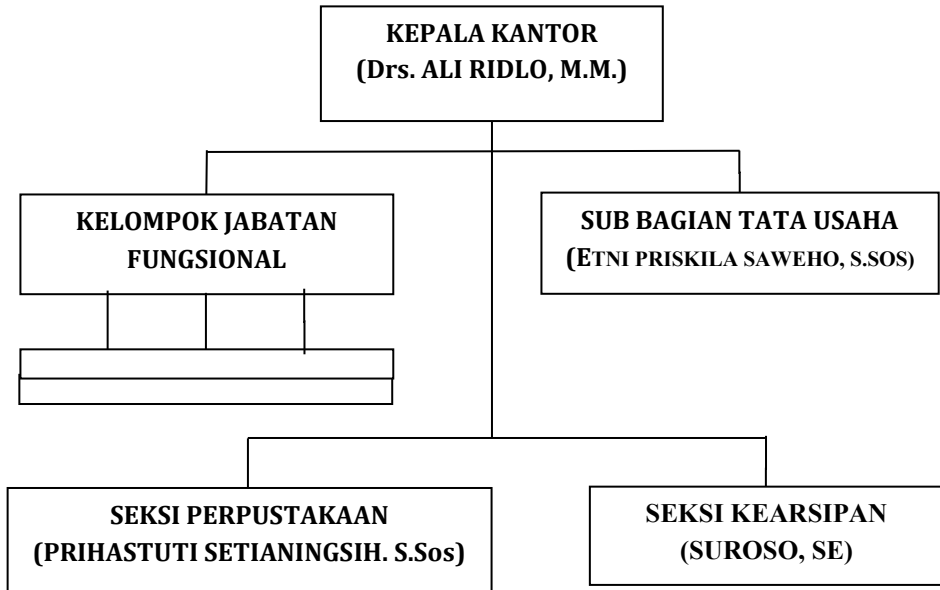 KEPALA KANTOR
(Drs. ALI RIDLO, M.M.)
KELOMPOK JABATAN
FUNGSIONAL
SUB BAGIAN TATA USAHA
(ETNI PRISKILA SAWEHO, S.SOS)
SEKSI PERPUSTAKAAN
(PRIHASTUTI SETIANINGSIH. S.Sos)
SEKSI KEARSIPAN
(SUROSO, SE)